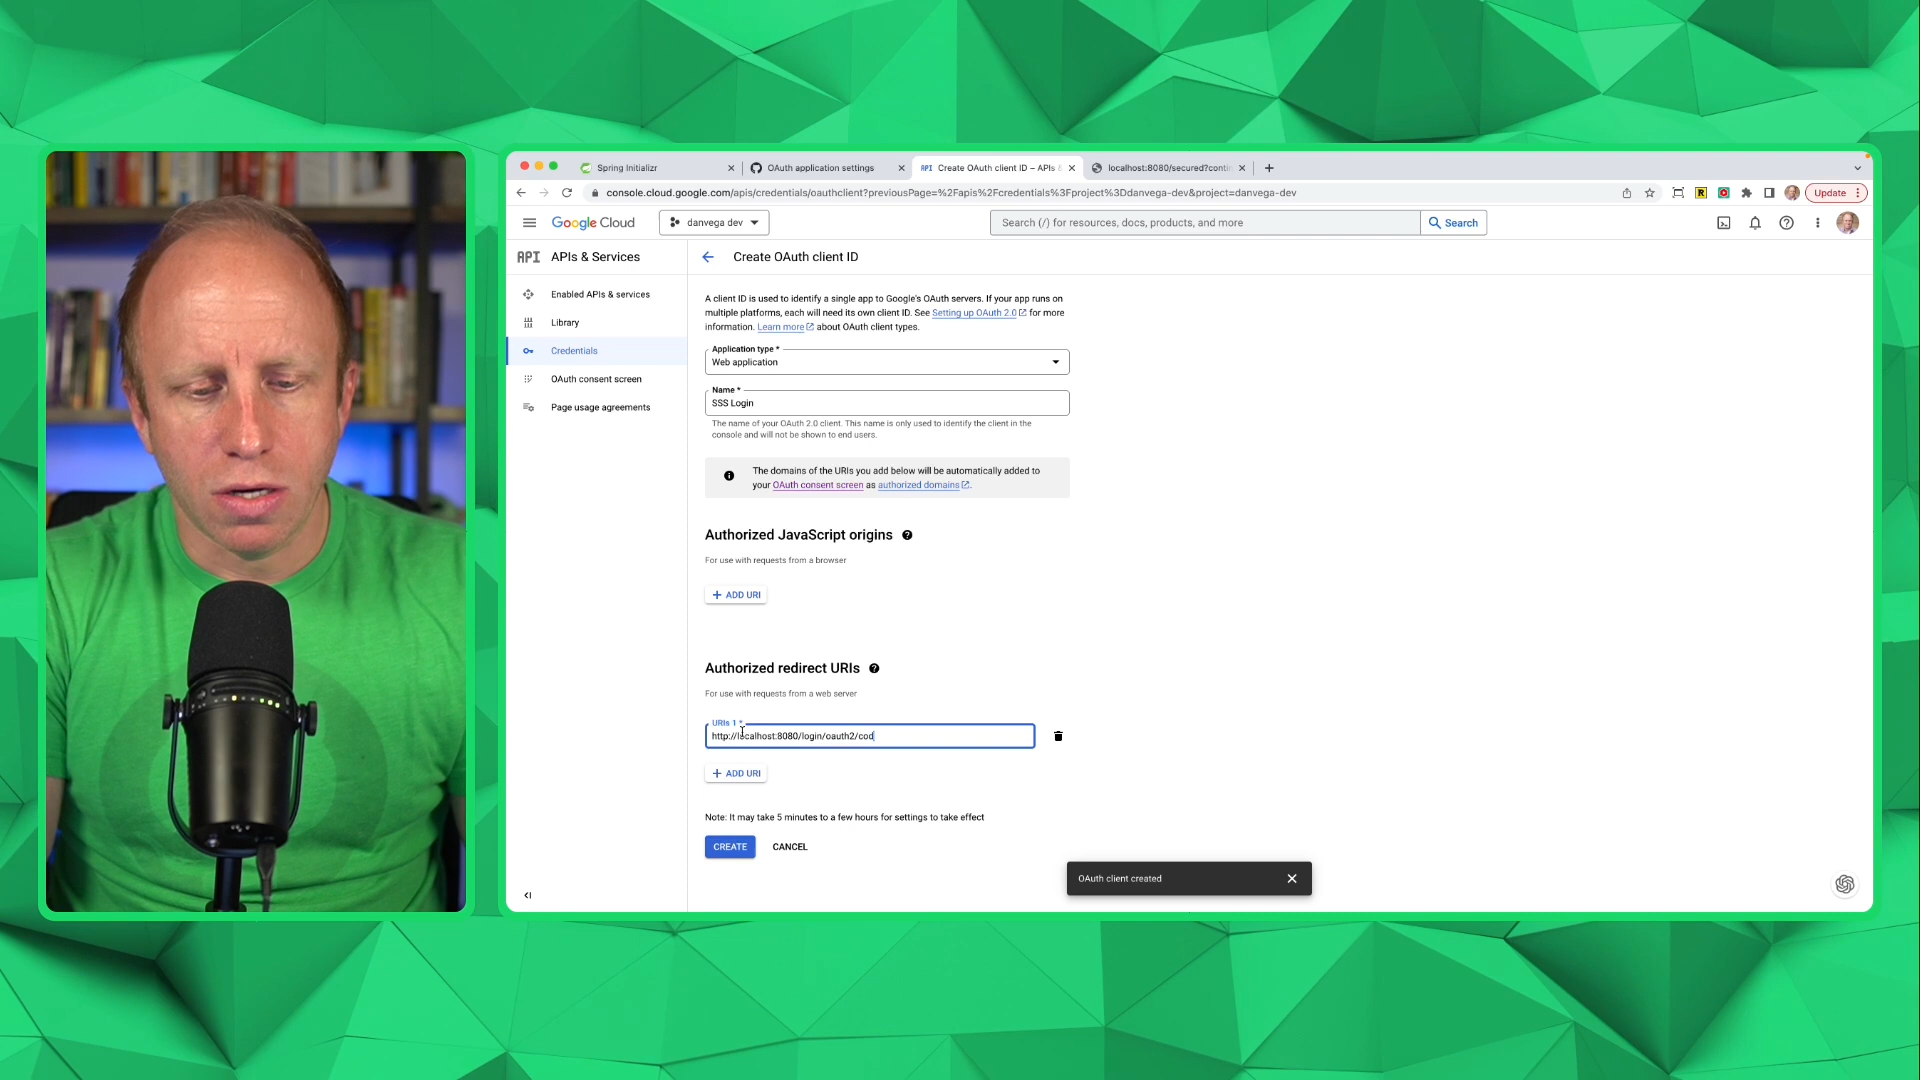 Spring Initializr
OAuth application settings
API Create OAuth client ID – APIs &
localhost:8080/secured?conti
console.cloud.google.com/apis/credentials/oauthclient?previousPage=%2Fapis%2Fcredentials%3Fproject%3Ddanvega-dev&project=danvega-dev
R
Update
Google Cloud
danvega dev
Search (/) for resources, docs, products, and more
Search
API APIs & Services
Create OAuth client ID
Enabled APIs & services
Library
Credentials
OAuth consent screen
Page usage agreements
A client ID is used to identify a single app to Google's OAuth servers. If your app runs on
multiple platforms, each will need its own client ID. See Setting up OAuth 2.0 for more
information. Learn more about OAuth client types.
Application type *
Web application
Name *
SSS Login
The name of your OAuth 2.0 client. This name is only used to identify the client in the
console and will not be shown to end users.
The domains of the URIs you add below will be automatically added to
your OAuth consent screen as authorized domains.
Authorized JavaScript origins
For use with requests from a browser
+ ADD URI
Authorized redirect URIs
For use with requests from a web server
URIs 1 *
http://localhost:8080/login/oauth2/cod
+ ADD URI
Note: It may take 5 minutes to a few hours for settings to take effect
CREATE
CANCEL
OAuth client created